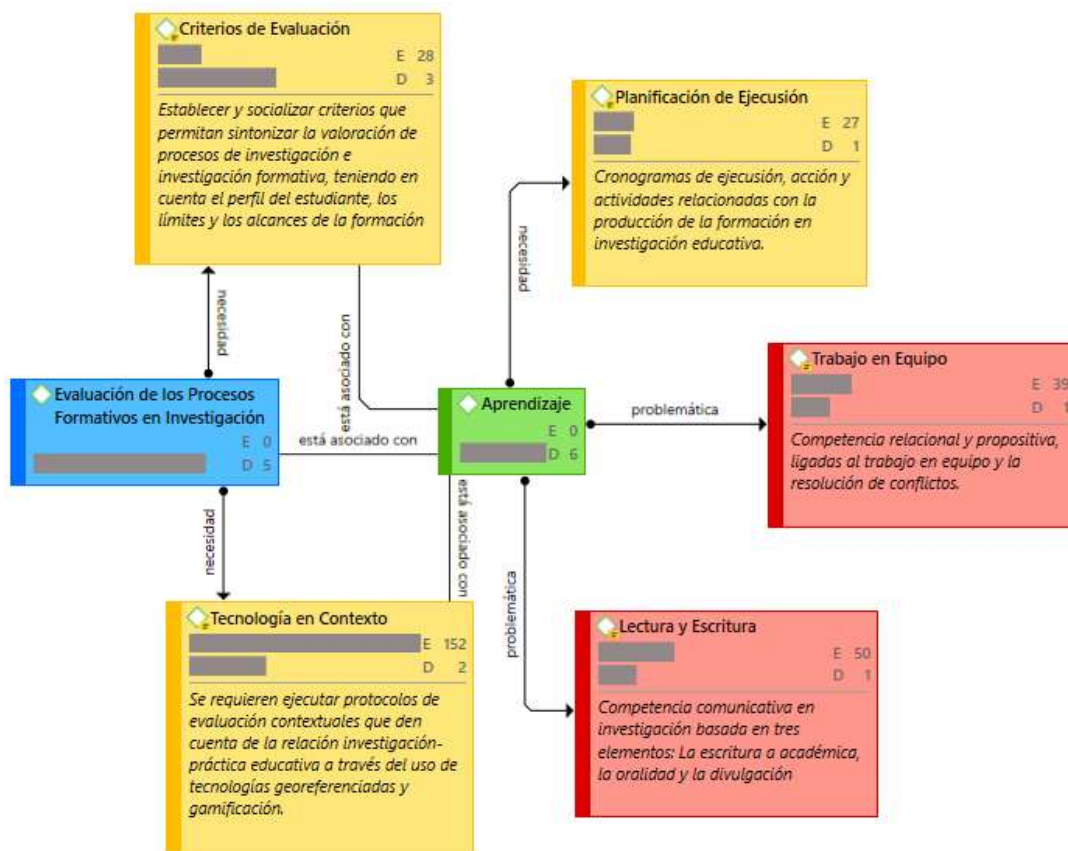 Criterios de Evaluación
E 28
D 3
Establecer y socializar criterios que
permitan sintonizar la valoración de
procesos de investigación e
investigación formativa, teniendo en
cuenta el perfil del estudiante, los
límites y los alcances de la formación
Planificación de Ejecución
E 27
D 1
Cronogramas de ejecución, acción y
actividades relacionadas con la
producción de la formación en
investigación educativa.
necesidad
necesidad
está asociado con
Trabajo en Equipo
E 39
D 1
Competencia relacional y propositiva,
ligadas al trabajo en equipo y la
resolución de conflictos.
Evaluación de los Procesos
Formativos en Investigación
E 0
D 5
está asociado con
Aprendizaje
E 0
D 6
problemática
necesidad
está asociado con
problemática
Tecnología en Contexto
E 152
D 2
Se requieren ejecutar protocolos de
evaluación contextuales que den
cuenta de la relación investigación-
práctica educativa a través del uso de
tecnologías georeferenciadas y
gamificación.
Lectura y Escritura
E 50
D 1
Competencia comunicativa en
investigación basada en tres
elementos: La escritura a académica,
la oralidad y la divulgación